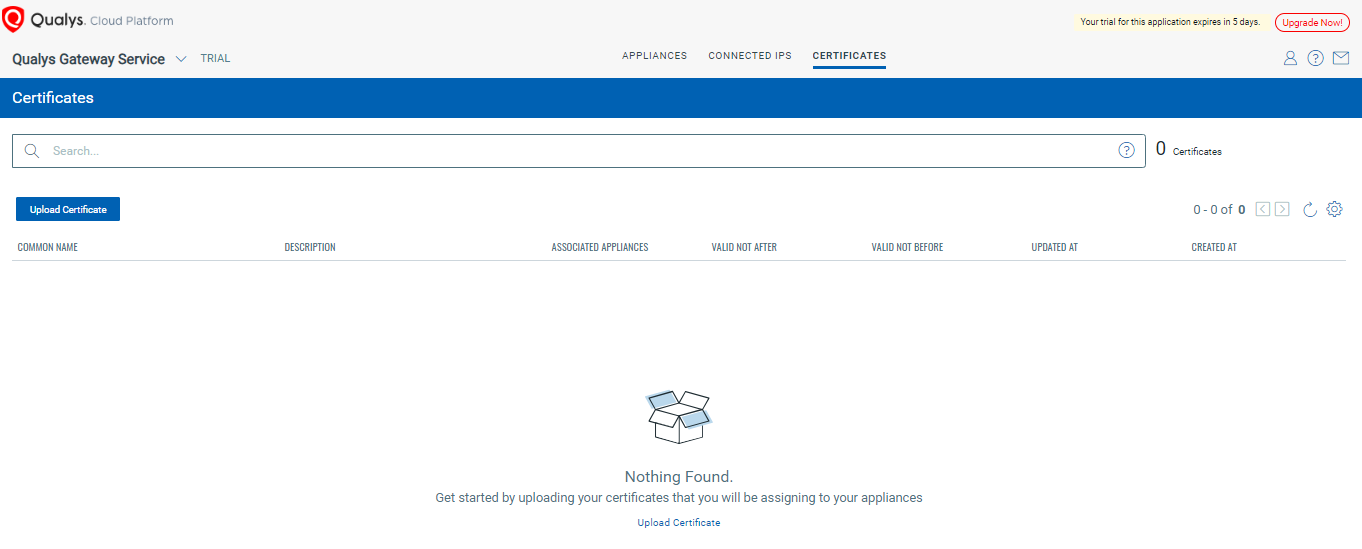 Qualys. Cloud Platform
Your trial for this application expires in 5 days.
Upgrade Now!
Qualys Gateway Service TRIAL
APPLIANCES CONNECTED IPS CERTIFICATES
Certificates
Search...
0 Certificates
Upload Certificate
0 - 0 of 0
COMMON NAME DESCRIPTION ASSOCIATED APPLIANCES VALID NOT AFTER VALID NOT BEFORE UPDATED AT CREATED AT
Nothing Found.
Get started by uploading your certificates that you will be assigning to your appliances
Upload Certificate